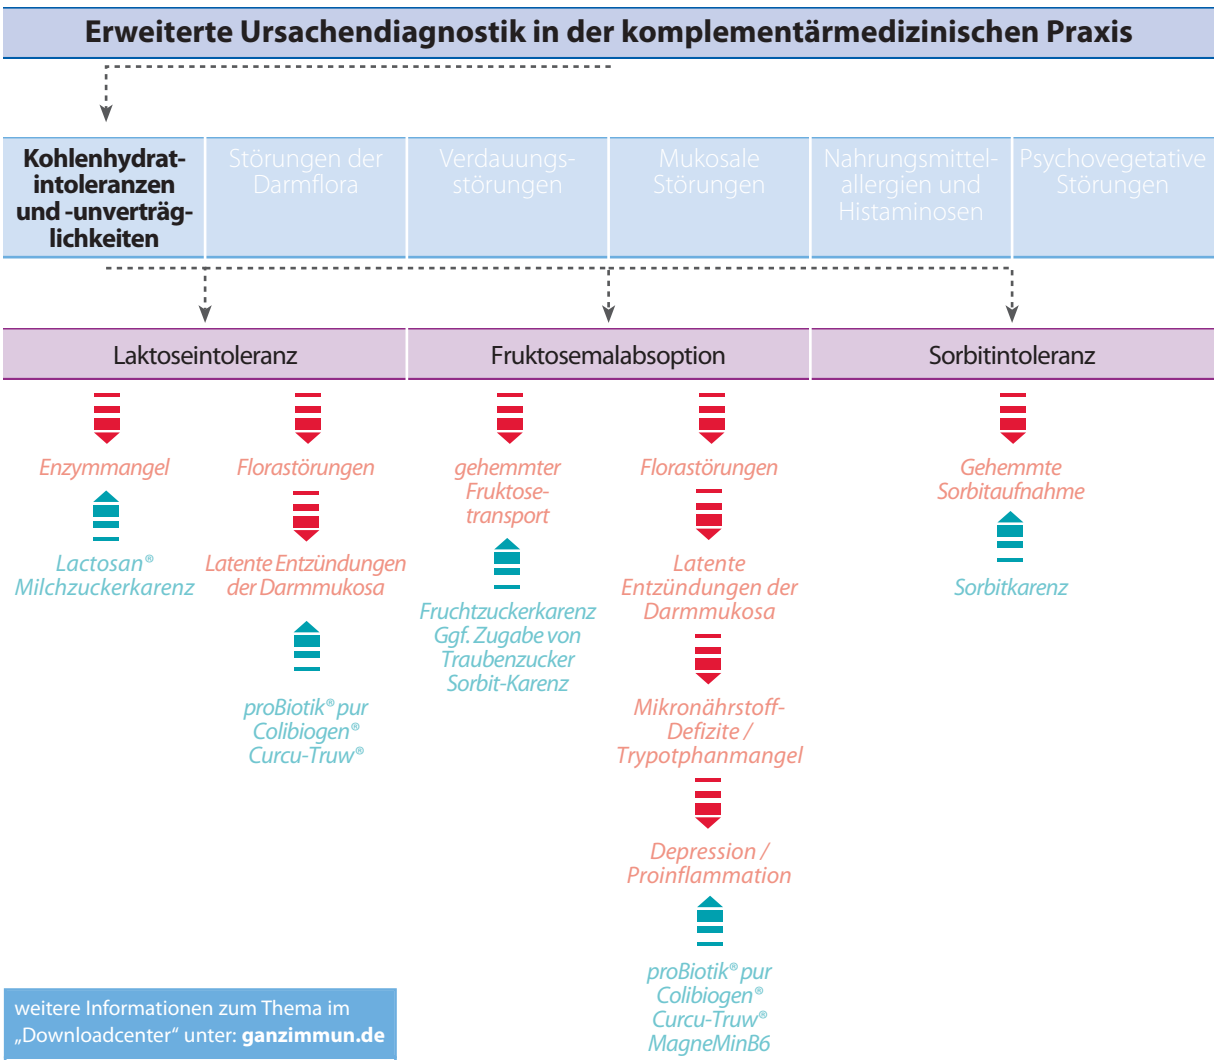 Erweiterte Ursachendiagnostik in der komplementärmedizinischen Praxis
Kohlenhydrat-
intoleranzen
und -unverträg-
lichkeiten
Störungen der
Darmflora
Verdauungs-
störungen
Mukosale
Störungen
Nahrungsmittel-
allergien und
Histaminosen
Psychovegetative
Störungen
Laktoseintoleranz
Fruktosemalabsoption
Sorbitintoleranz
Enzymmangel
Lactosan®
Milchzuckerkarenz
Florastörungen
Latente Entzündungen
der Darmmukosa
proBiotik® pur
Colibiogen®
Curcu-Truw®
gehemmter
Fruktose-
transport
Fruchtzuckerkarenz
Ggf. Zugabe von
Traubenzucker
Sorbit-Karenz
Florastörungen
Latente
Entzündungen der
Darmmukosa
Mikronährstoff-
Defizite /
Trypotphanmangel
Depression /
Proinflammation
proBiotik® pur
Colibiogen®
Curcu-Truw®
MagneMinB6
Gehemmte
Sorbitaufnahme
Sorbitkarenz
weitere Informationen zum Thema im
„Downloadcenter“ unter: ganzimmun.de